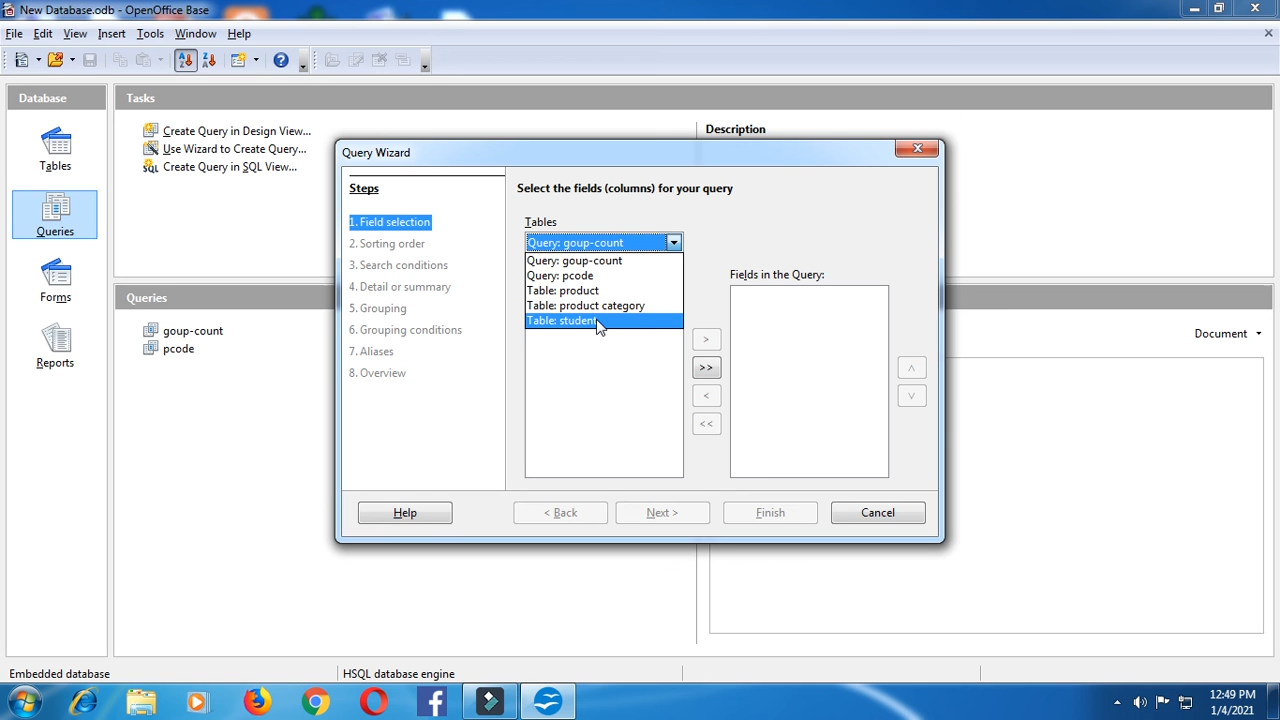 New Database.odb - OpenOffice Base
File Edit View Insert Tools Window Help
Database
Tables
Queries
Forms
Reports
Tasks
Create Query in Design View...
Use Wizard to Create Query...
Create Query in SQL View...
Description
Queries
goup-count
pcode
Document
Query Wizard
Steps
1. Field selection
2. Sorting order
3. Search conditions
4. Detail or summary
5. Grouping
6. Grouping conditions
7. Aliases
8. Overview
Select the fields (columns) for your query
Tables
Query: goup-count
Query: goup-count
Query: pcode
Table: product
Table: product category
Table: student
Fields in the Query:
>
>>
<
<<
Help
< Back
Next >
Finish
Cancel
Embedded database
HSQL database engine
12:49 PM
1/4/2021